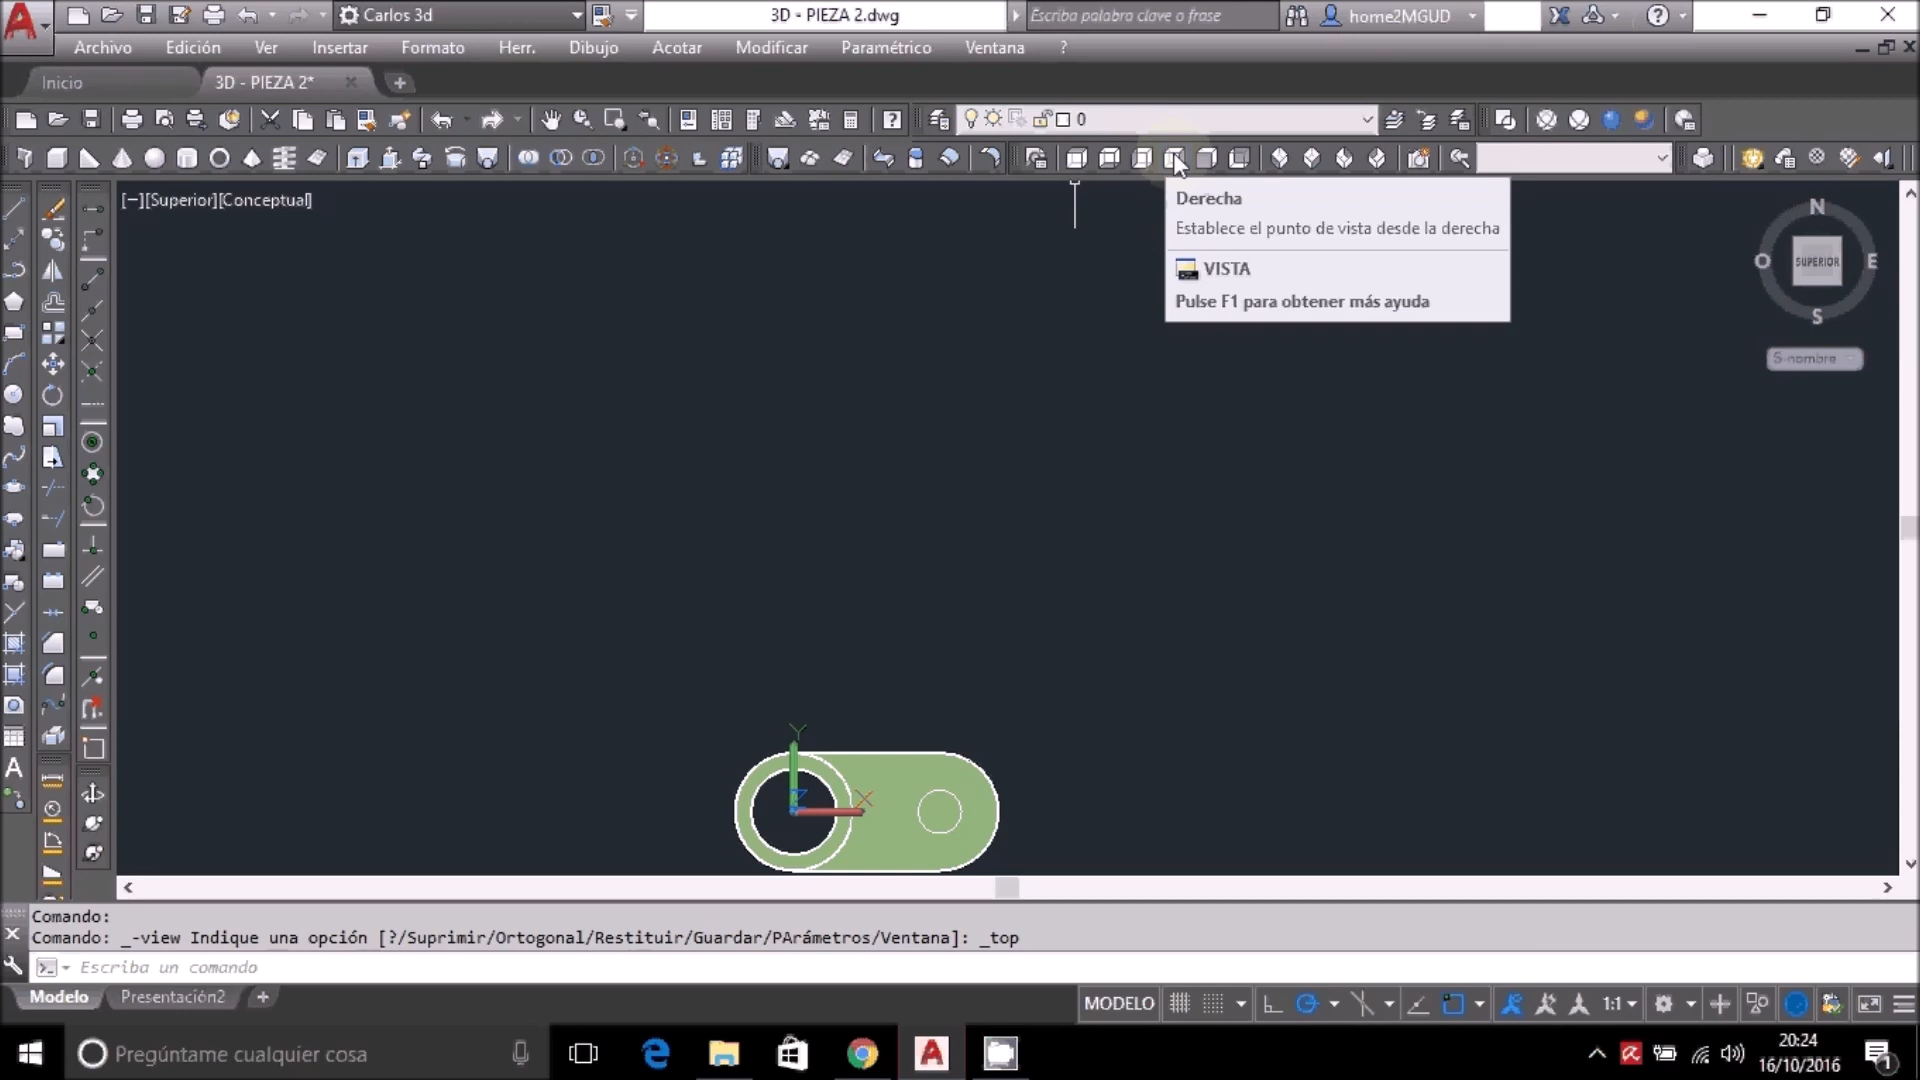 Carlos 3d
3D - PIEZA 2.dwg
Escriba palabra clave o frase
home2MGUD
Archivo Edición Ver Insertar Formato Herr. Dibujo Acotar Modificar Paramétrico Ventana ?
Inicio
3D - PIEZA 2*
0
[−][Superior][Conceptual]
Derecha
Establece el punto de vista desde la derecha
VISTA
Pulse F1 para obtener más ayuda
N
O
SUPERIOR
E
S
S-nombre
Y
Z
X
Comando:
Comando: _-view Indique una opción [?/Suprimir/Ortogonal/Restituir/Guardar/PArámetros/Ventana]: _top
Escriba un comando
Modelo
Presentación2
MODELO
1:1
Pregúntame cualquier cosa
20:24
16/10/2016
1